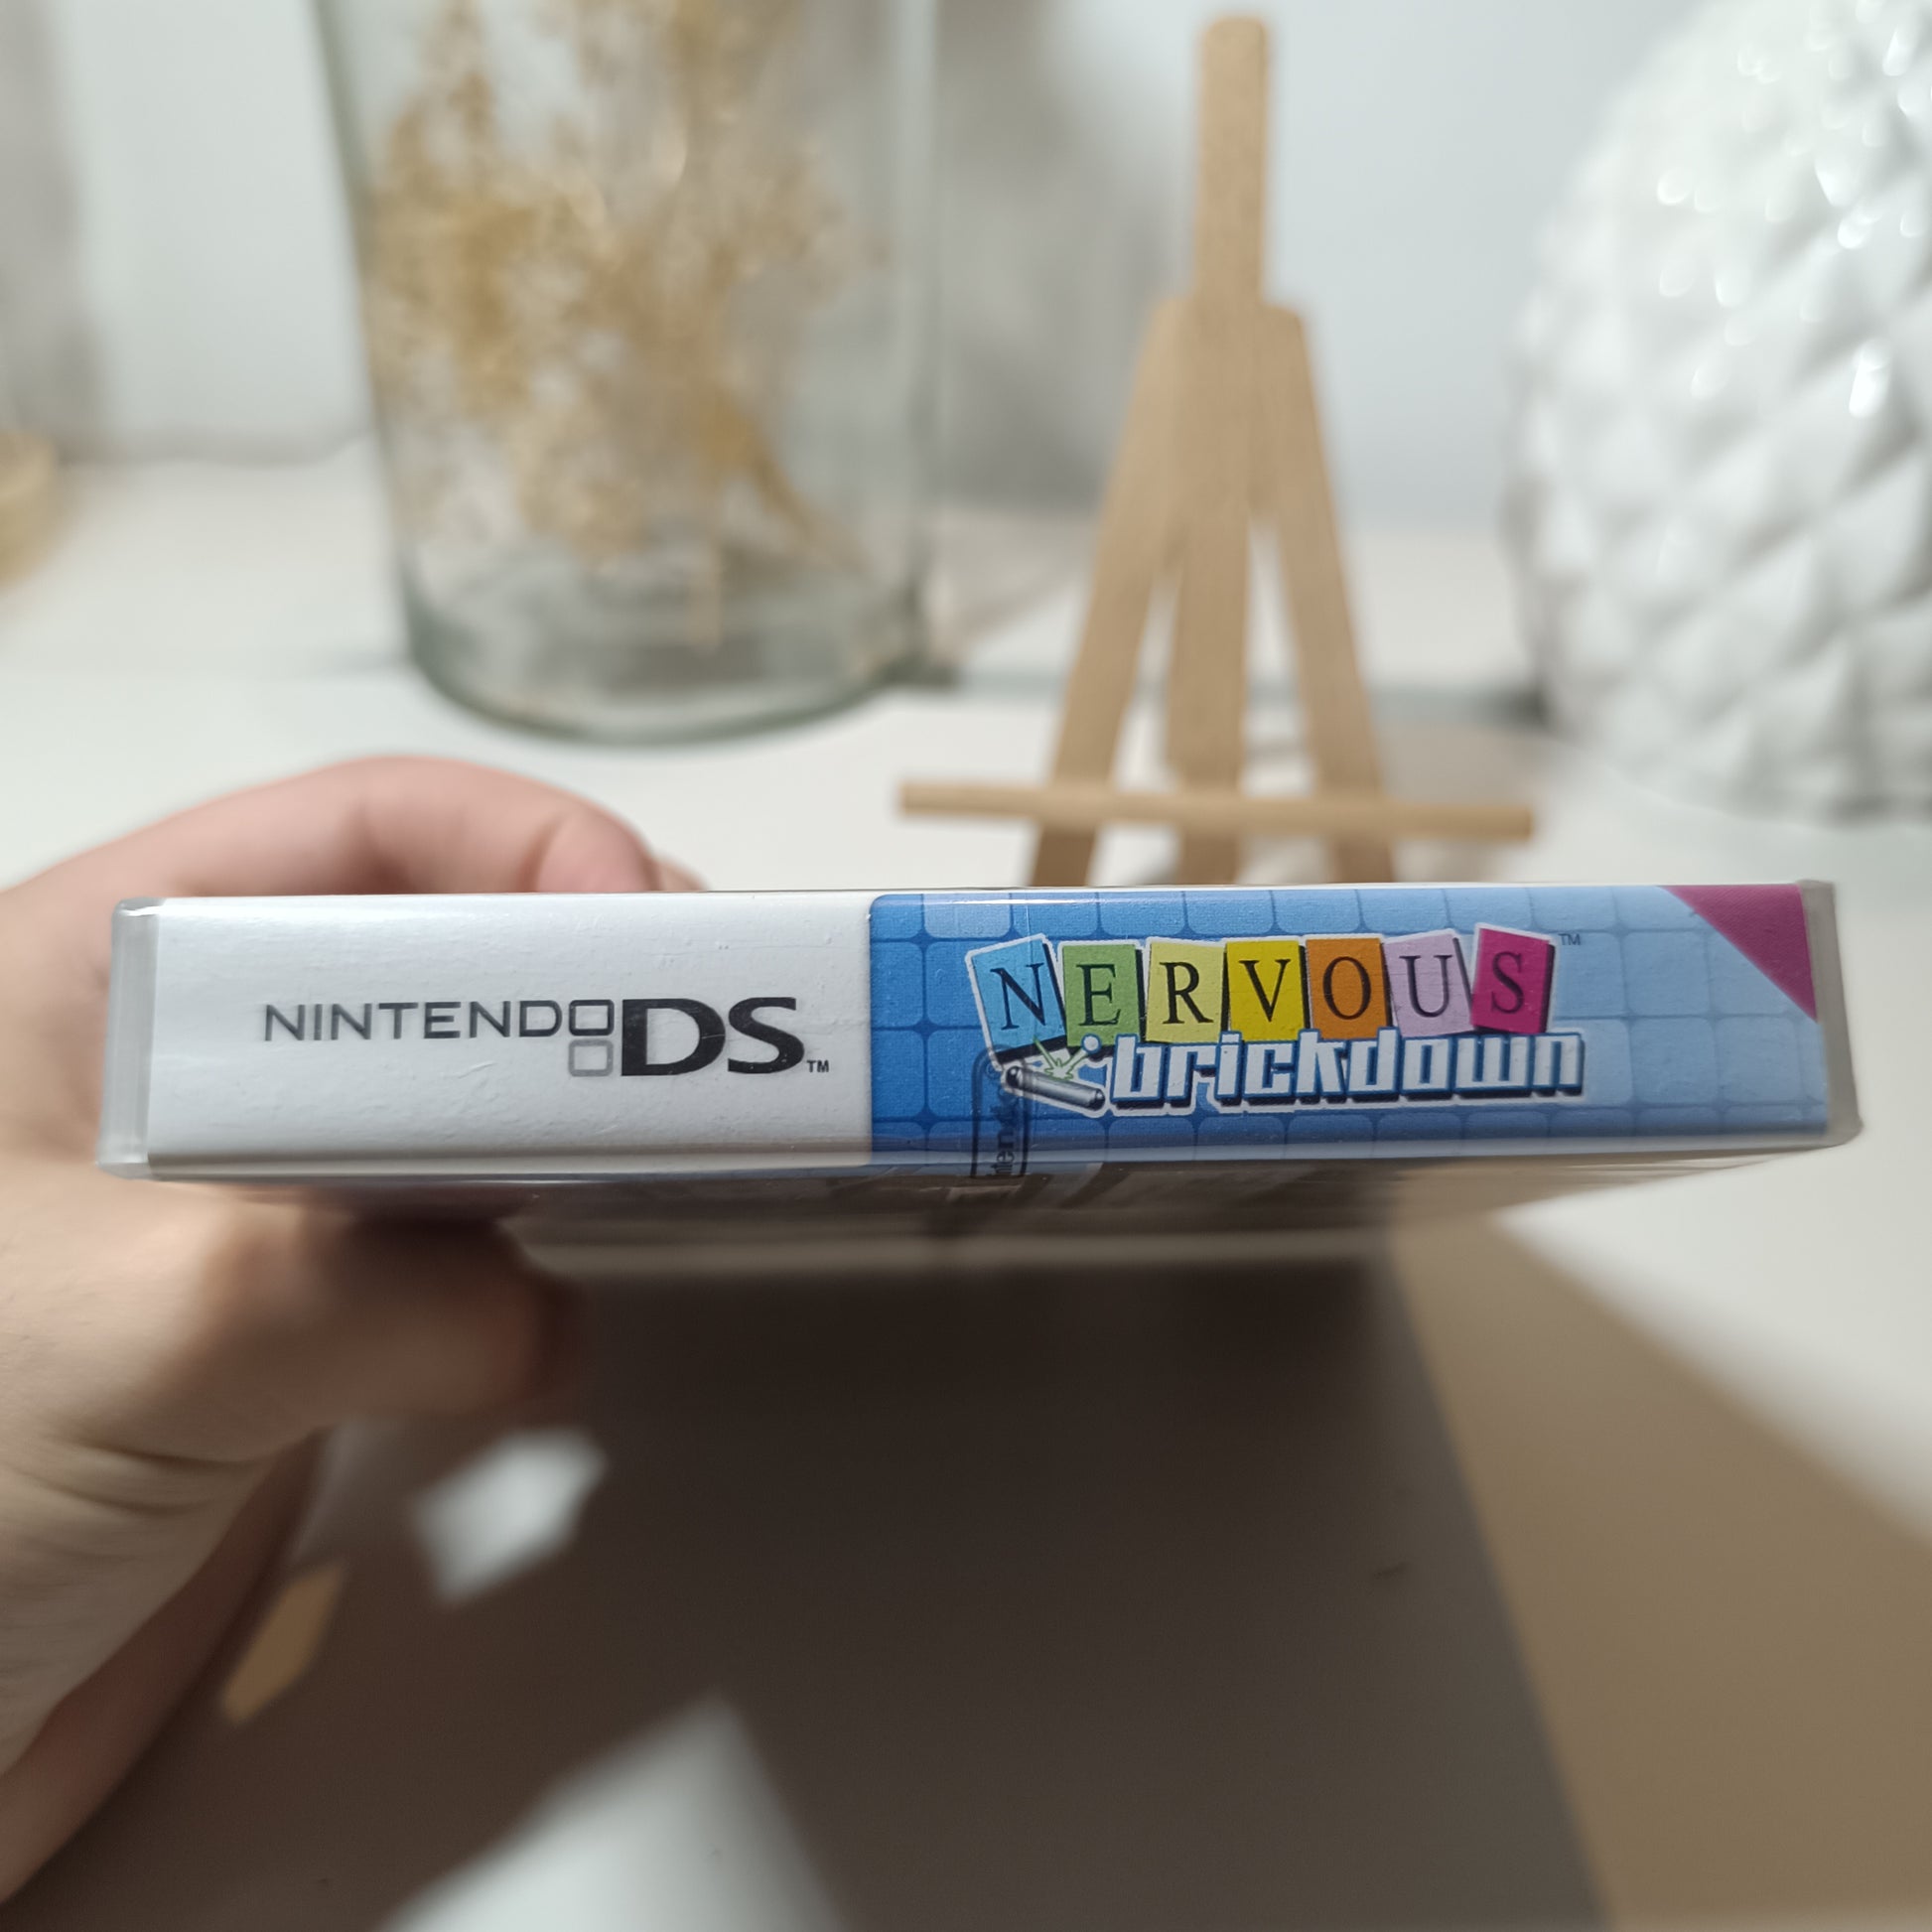 NINTENDO DS™
NERVOUS™
brickdown